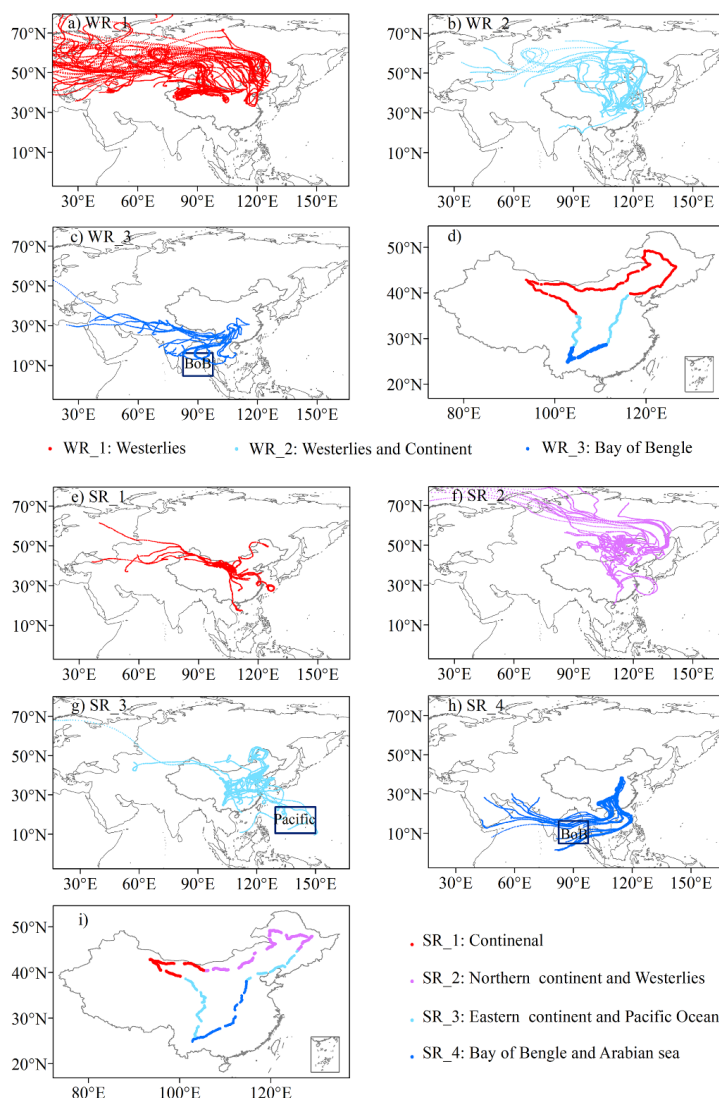 a) WR_1
b) WR_2
70°N
70°N
50°N
50°N
30°N
30°N
10°N
10°N
30°E 60°E 90°E 120°E 150°E
30°E 60°E 90°E 120°E 150°E
c) WR_3
d)
70°N
50°N
50°N
40°N
30°N
30°N
10°N
BoB
20°N
30°E 60°E 90°E 120°E 150°E
80°E 100°E 120°E
WR_1: Westerlies
WR_2: Westerlies and Continent
WR_3: Bay of Bengle
e) SR_1
f) SR_2
70°N
70°N
50°N
50°N
30°N
30°N
10°N
10°N
30°E 60°E 90°E 120°E 150°E
30°E 60°E 90°E 120°E 150°E
g) SR_3
h) SR_4
70°N
70°N
50°N
50°N
30°N
30°N
Pacific
BoB
10°N
10°N
30°E 60°E 90°E 120°E 150°E
30°E 60°E 90°E 120°E 150°E
i)
50°N
40°N
30°N
20°N
80°E 100°E 120°E
SR_1: Continenal
SR_2: Northern continent and Westerlies
SR_3: Eastern continent and Pacific Ocean
SR_4: Bay of Bengle and Arabian sea